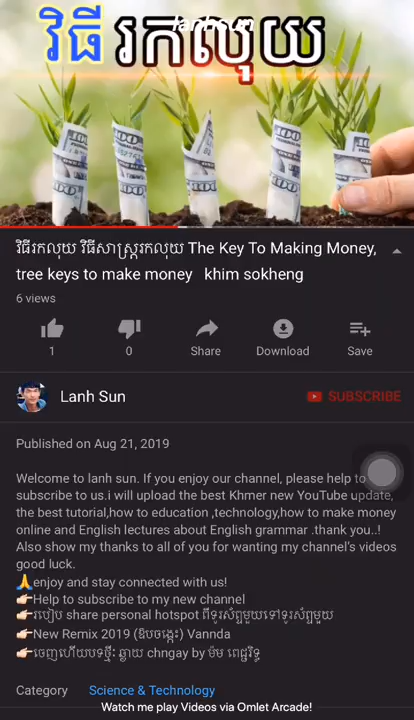 lanhsun
វិធី រកលុយ
វិធីរកលុយ វិធីសាស្ត្ររកលុយ The Key To Making Money,
tree keys to make money khim sokheng
6 views
1
0
Share
Download
Save
Lanh Sun
SUBSCRIBE
Published on Aug 21, 2019
Welcome to lanh sun. If you enjoy our channel, please help to
subscribe to us.i will upload the best Khmer new YouTube update,
the best tutorial,how to education ,technology,how to make money
online and English lectures about English grammar .thank you..!
Also show my thanks to all of you for wanting my channel's videos
good luck.
🙏enjoy and stay connected with us!
👉🏻Help to subscribe to my new channel
👉🏻របៀប share personal hotspot ពីទូរស័ព្ទមួយទៅទូរស័ព្ទមួយ
👉🏻New Remix 2019 (ឱបចង្កេះ) Vannda
👉🏻ចេញហើយបទថ្មីៈ ឆ្ងាយ chngay by ម៉ម ពេជ្ររិទ្ធ
Category Science & Technology
Watch me play Videos via Omlet Arcade!